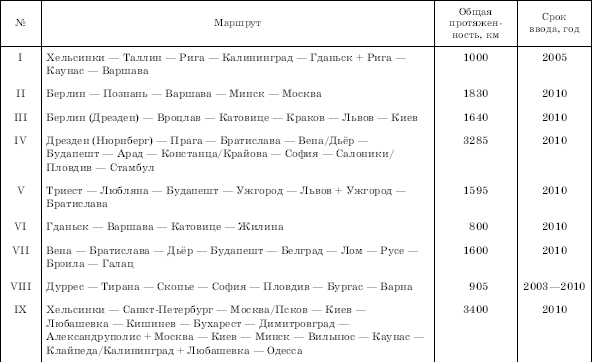 № Маршрут Общая протяжен-ность, км Срок ввода, год
I Хельсинки — Таллин — Рига — Калининград — Гданьск + Рига — 1000 2005
Каунас — Варшава
II Берлин — Познань — Варшава — Минск — Москва 1830 2010
III Берлин (Дрезден) — Вроцлав — Катовице — Краков — Львов — Киев 1640 2010
IV Дрезден (Нюрнберг) — Прага — Братислава — Вена/Дьёр — 3285 2010
Будапешт — Арад — Констанца/Крайова — София — Салоники/
Пловдив — Стамбул
V Триест — Любляна — Будапешт — Ужгород — Львов + Ужгород — 1595 2010
Братислава
VI Гданьск — Варшава — Катовице — Жилина 800 2010
VII Вена — Братислава — Дьёр — Будапешт — Белград — Лом — Русе — 1600 2010
Брэила — Галац
VIII Дуррес — Тирана — Скопье — София — Пловдив — Бургас — Варна 905 2003—2010
IX Хельсинки — Санкт-Петербург — Москва/Псков — Киев — 3400 2010
Любашевка — Кишинев — Бухарест — Димитровград —
Александруполис + Москва — Киев — Минск — Вильнюс — Каунас —
Клайпеда/Калининград + Любашевка — Одесса